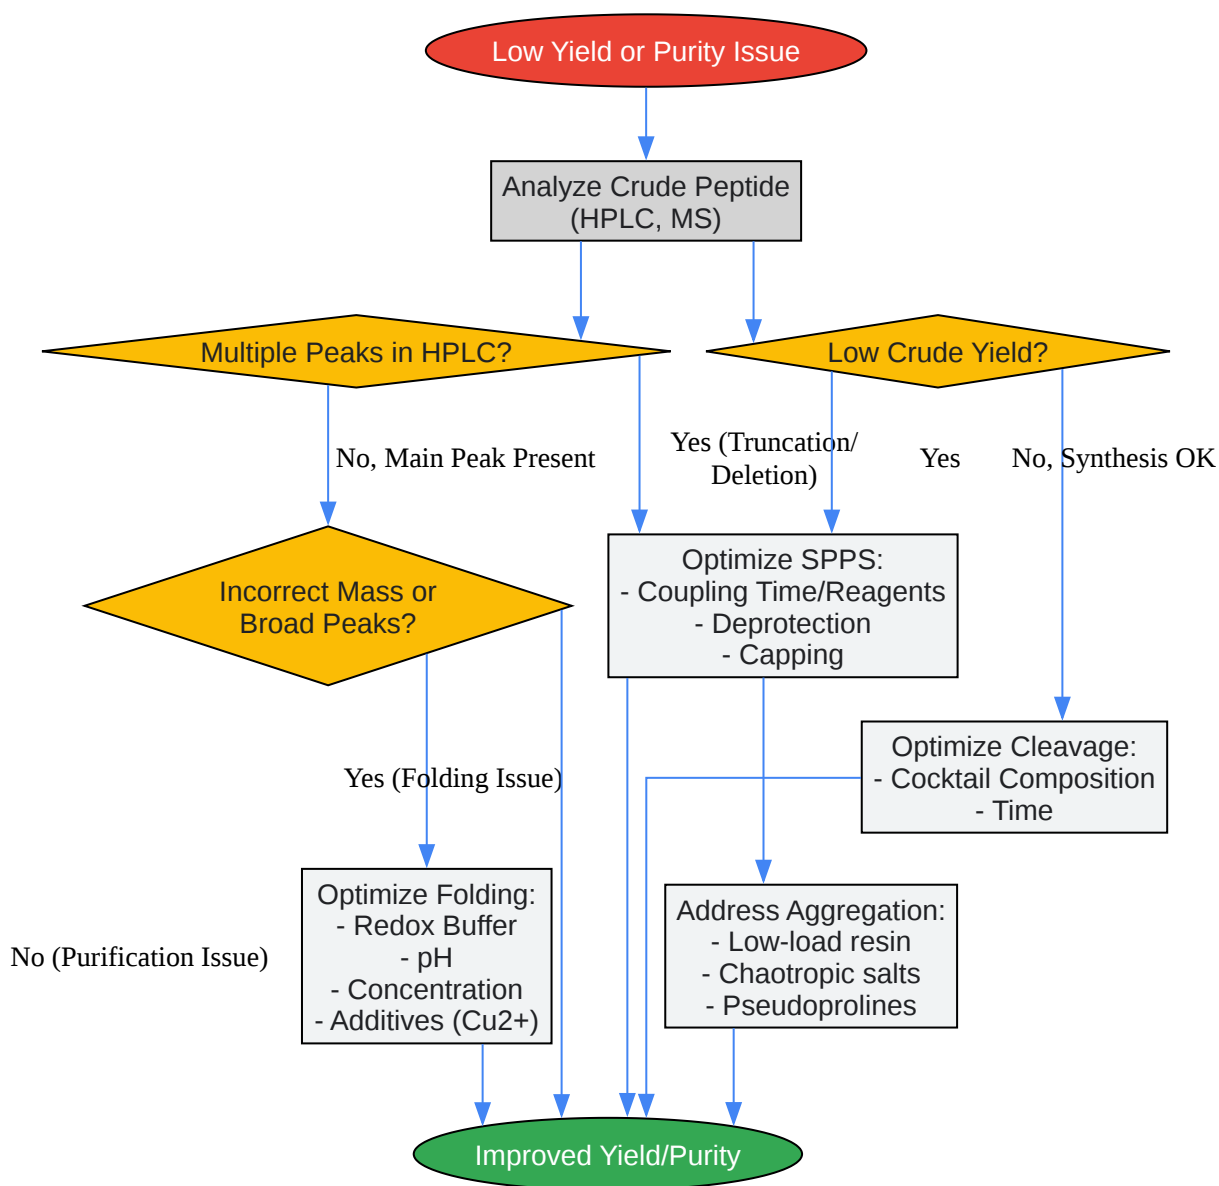 Low Yield or Purity Issue
Analyze Crude Peptide
(HPLC, MS)
Multiple Peaks in HPLC?
Low Crude Yield?
No, Main Peak Present
Yes (Truncation/
Deletion)
Yes
No, Synthesis OK
Incorrect Mass or
Broad Peaks?
Optimize SPPS:
- Coupling Time/Reagents
- Deprotection
- Capping
Yes (Folding Issue)
Optimize Cleavage:
- Cocktail Composition
- Time
No (Purification Issue)
Optimize Folding:
- Redox Buffer
- pH
- Concentration
- Additives (Cu2+)
Address Aggregation:
- Low-load resin
- Chaotropic salts
- Pseudoprolines
Improved Yield/Purity